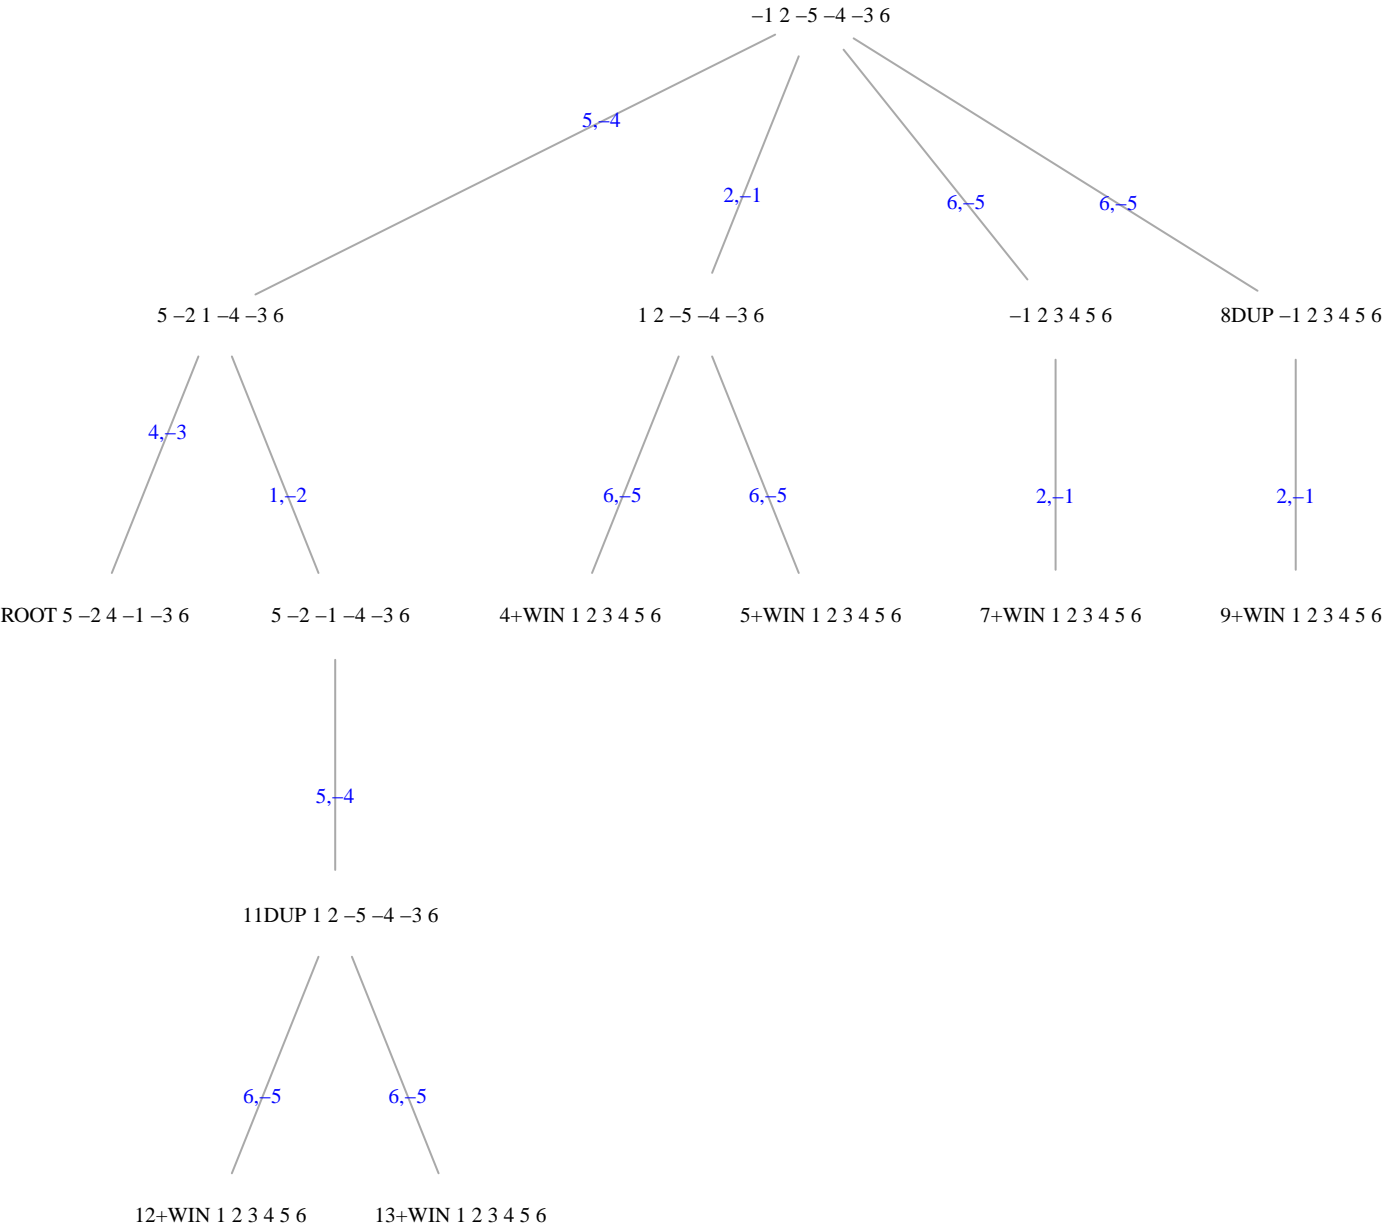 –1 2 –5 –4 –3 6
5,–4
2,–1
6,–5
6,–5
5 –2 1 –4 –3 6
1 2 –5 –4 –3 6
–1 2 3 4 5 6
8DUP –1 2 3 4 5 6
4,–3
1,–2
6,–5
6,–5
2,–1
2,–1
ROOT 5 –2 4 –1 –3 6
5 –2 –1 –4 –3 6
4+WIN 1 2 3 4 5 6
5+WIN 1 2 3 4 5 6
7+WIN 1 2 3 4 5 6
9+WIN 1 2 3 4 5 6
5,–4
11DUP 1 2 –5 –4 –3 6
6,–5
6,–5
12+WIN 1 2 3 4 5 6
13+WIN 1 2 3 4 5 6